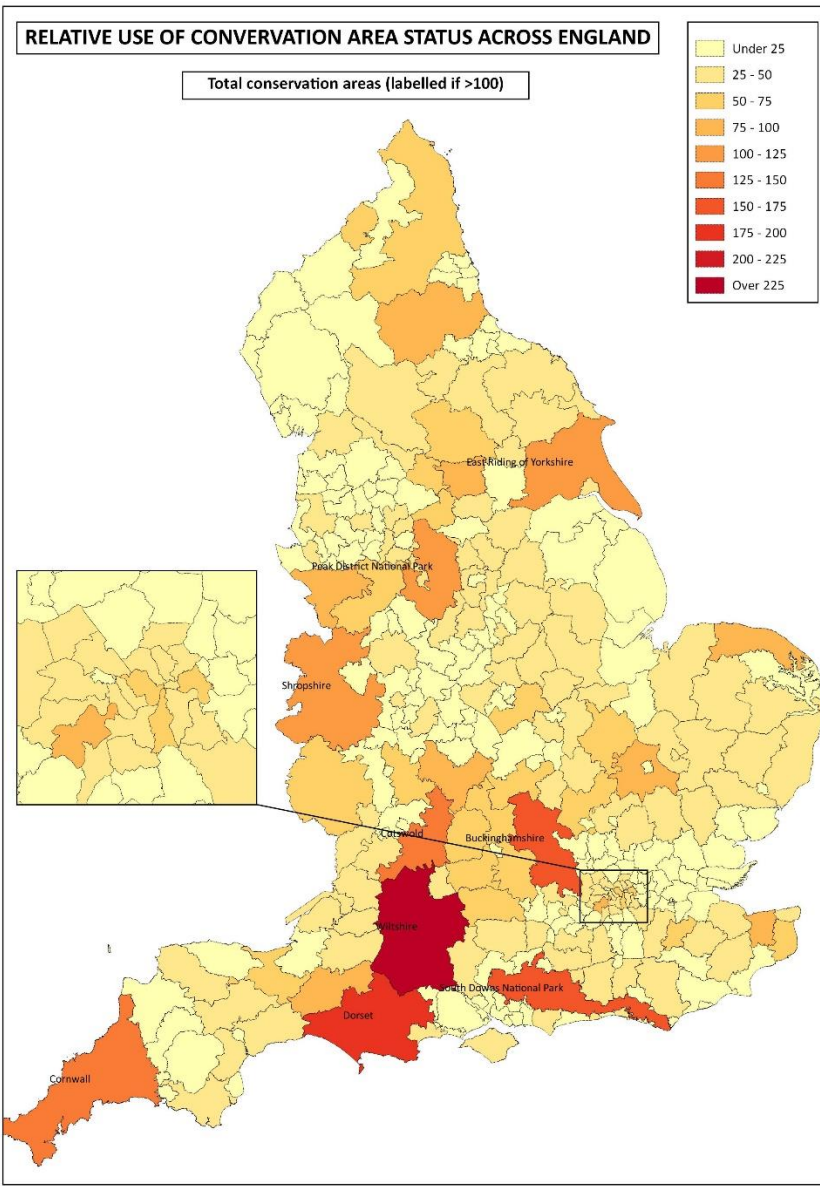 RELATIVE USE OF CONVERVATION AREA STATUS ACROSS ENGLAND
Total conservation areas (labelled if >100)
Under 25
25 - 50
50 - 75
75 - 100
100 - 125
125 - 150
150 - 175
175 - 200
200 - 225
Over 225
East Riding of Yorkshire
Peak District National Park
Shropshire
Cotswold
Buckinghamshire
Wiltshire
South Downs National Park
Dorset
Cornwall